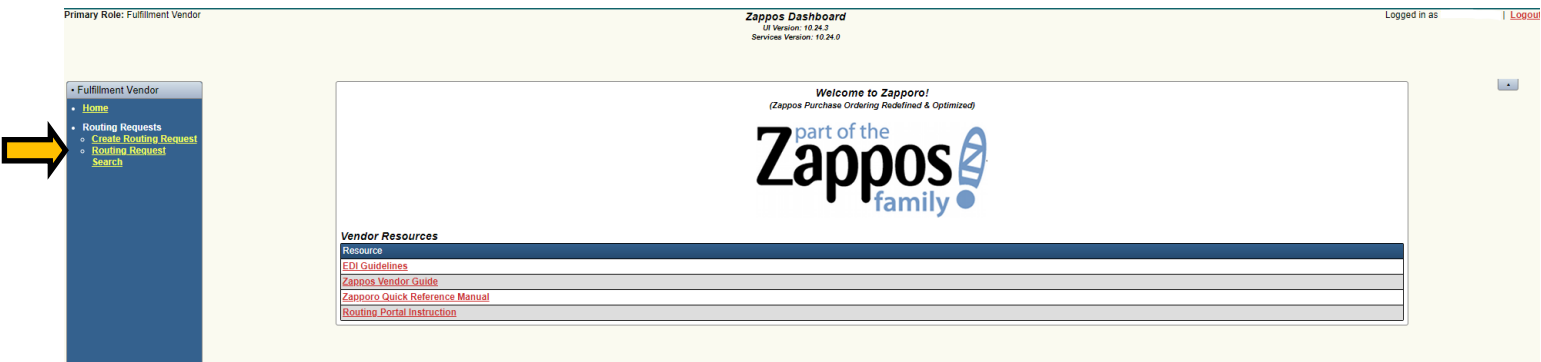 Primary Role: Fulfillment Vendor
Zappos Dashboard
UI Version: 10.24.3
Services Version: 10.24.0
Logged in as | Logout
• Fulfillment Vendor
• Home
• Routing Requests
Create Routing Request
Routing Request
Search
Welcome to Zapporo!
(Zappos Purchase Ordering Redefined & Optimized)
part of the
Zappos
family
Vendor Resources
Resource
EDI Guidelines
Zappos Vendor Guide
Zapporo Quick Reference Manual
Routing Portal Instruction